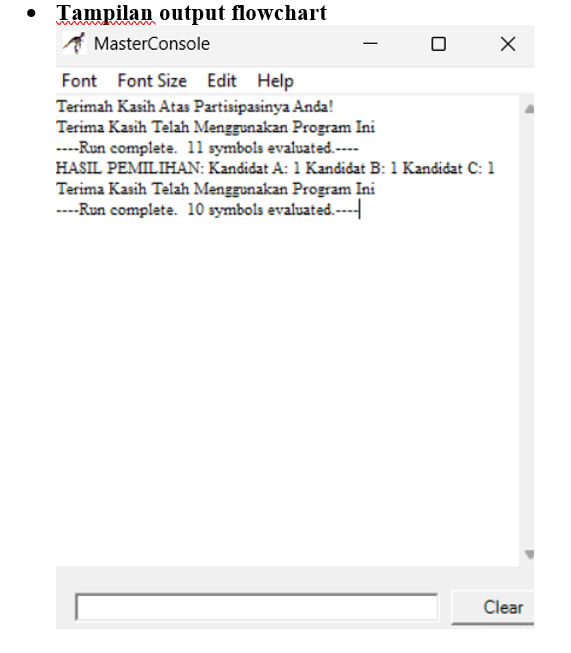 • Tampilan output flowchart
MasterConsole
Font Font Size Edit Help
Terimah Kasih Atas Partisipasinya Anda!
Terima Kasih Telah Menggunakan Program Ini
----Run complete.  11 symbols evaluated.----
HASIL PEMILIHAN: Kandidat A: 1 Kandidat B: 1 Kandidat C: 1
Terima Kasih Telah Menggunakan Program Ini
----Run complete.  10 symbols evaluated.----
Clear